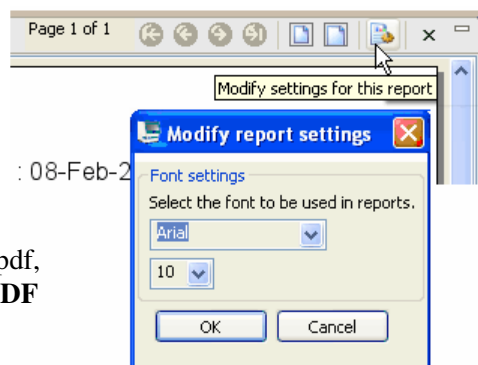 Page 1 of 1
Modify settings for this report
Modify report settings
: 08-Feb-2
Font settings
Select the font to be used in reports.
Arial
10
pdf,
DF
OK Cancel